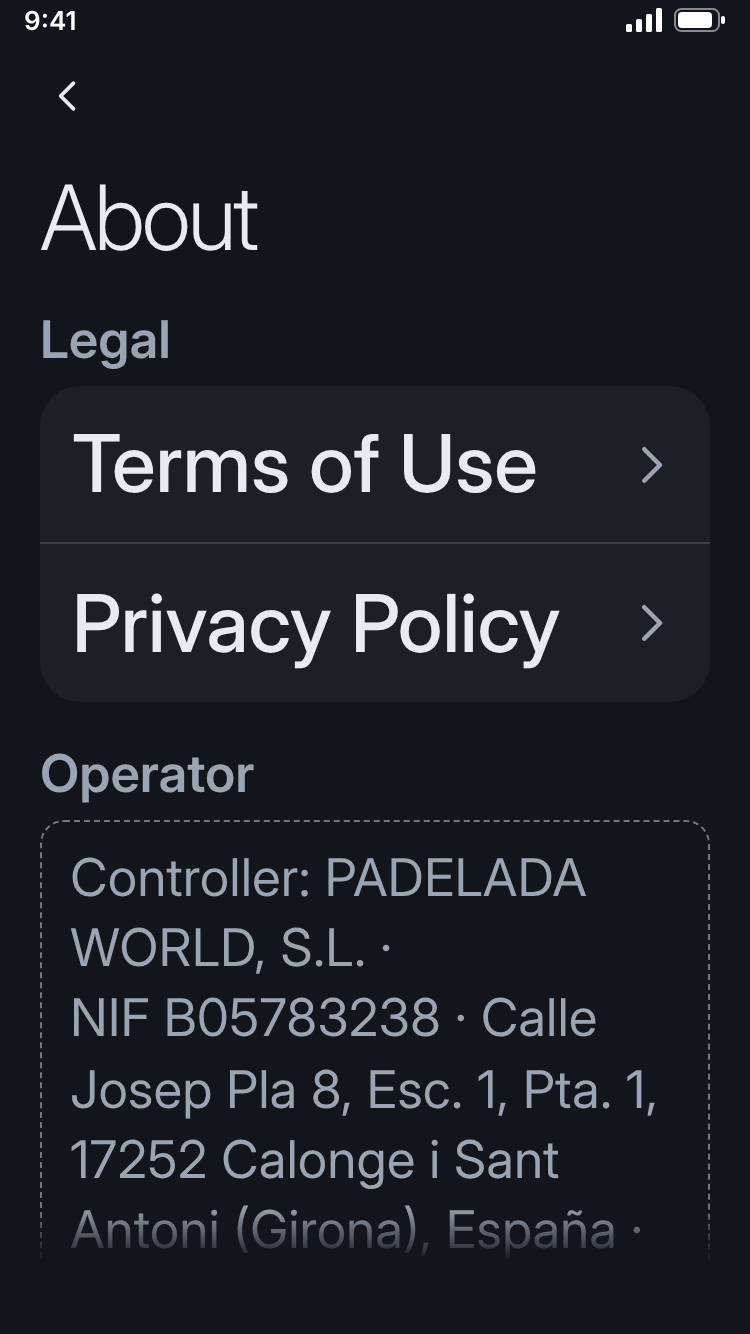 9:41
About
Legal
Terms of Use
Privacy Policy
Operator
Controller: PADELADA
WORLD, S.L. ·
NIF B05783238 · Calle
Josep Pla 8, Esc. 1, Pta. 1,
17252 Calonge i Sant
Antoni (Girona), España ·